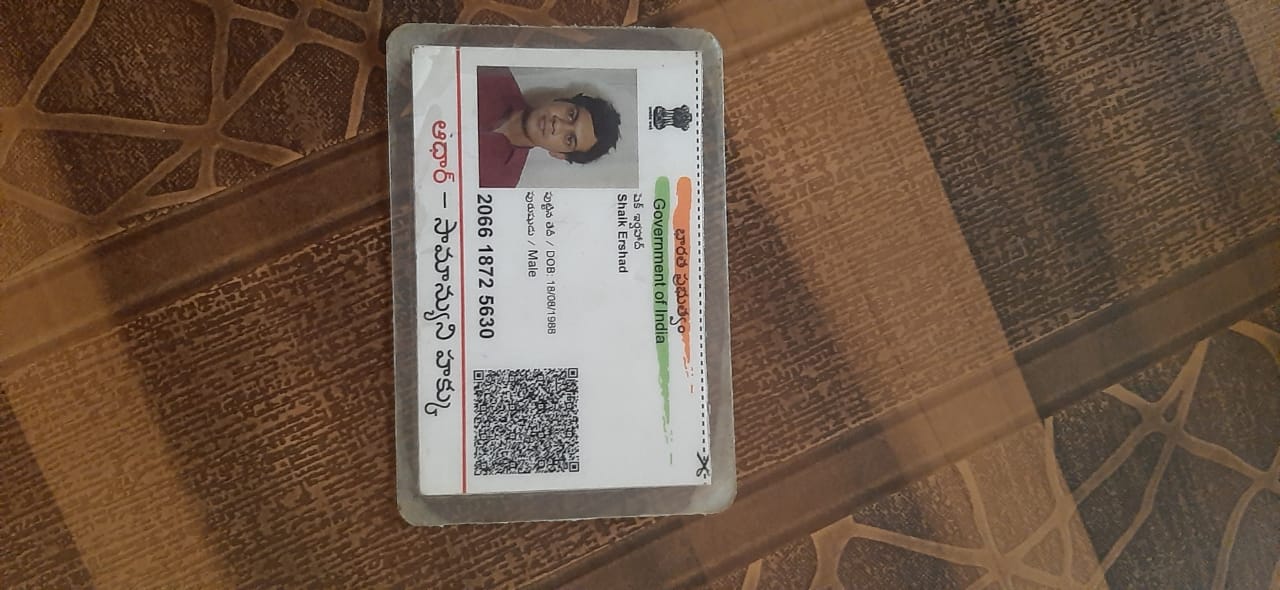 భారత ప్రభుత్వం
Government of India
షేక్ ఇర్షాద్
Shaik Ershad
పుట్టిన తేదీ / DOB: 18/08/1988
పురుషుడు / Male
2066 1872 5630
ఆధార్ – సామాన్యుని హక్కు